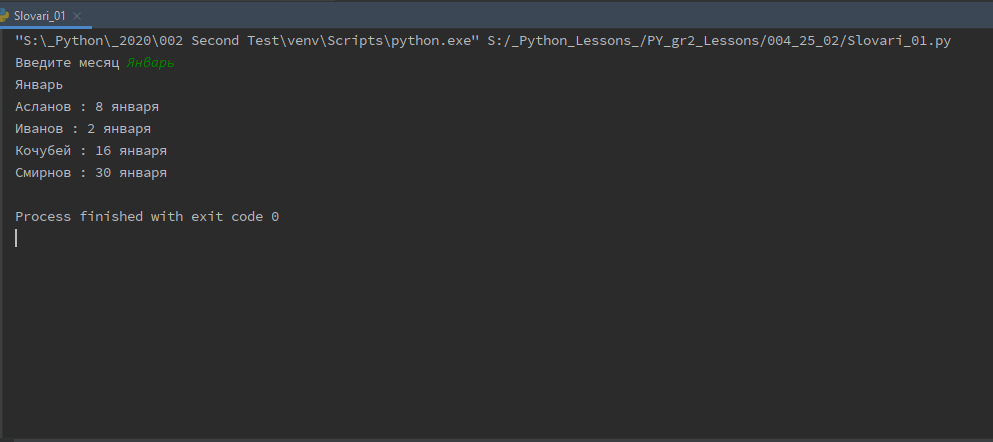 Slovari_01
"S:\_Python\_2020\002 Second Test\venv\Scripts\python.exe" S:/_Python_Lessons_/PY_gr2_Lessons/004_25_02/Slovari_01.py
Введите месяц Январь
Январь
Асланов : 8 января
Иванов : 2 января
Кочубей : 16 января
Смирнов : 30 января
Process finished with exit code 0